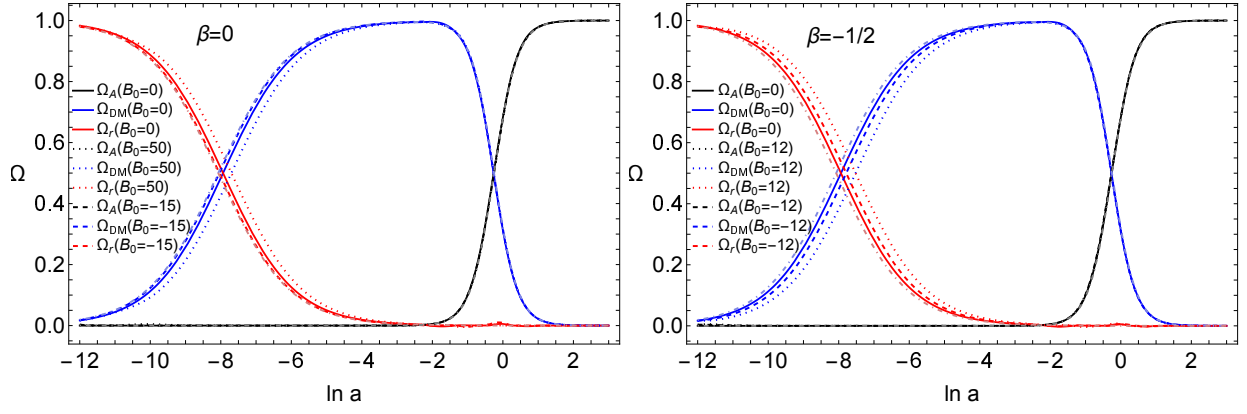 β=0
Ω
1.0
0.8
0.6
0.4
0.2
0.0
Ω_A(B_0=0)
Ω_DM(B_0=0)
Ω_r(B_0=0)
Ω_A(B_0=50)
Ω_DM(B_0=50)
Ω_r(B_0=50)
Ω_A(B_0=−15)
Ω_DM(B_0=−15)
Ω_r(B_0=−15)
−12 −10 −8 −6 −4 −2 0 2
ln a
β=−1/2
Ω
1.0
0.8
0.6
0.4
0.2
0.0
Ω_A(B_0=0)
Ω_DM(B_0=0)
Ω_r(B_0=0)
Ω_A(B_0=12)
Ω_DM(B_0=12)
Ω_r(B_0=12)
Ω_A(B_0=−12)
Ω_DM(B_0=−12)
Ω_r(B_0=−12)
−12 −10 −8 −6 −4 −2 0 2
ln a